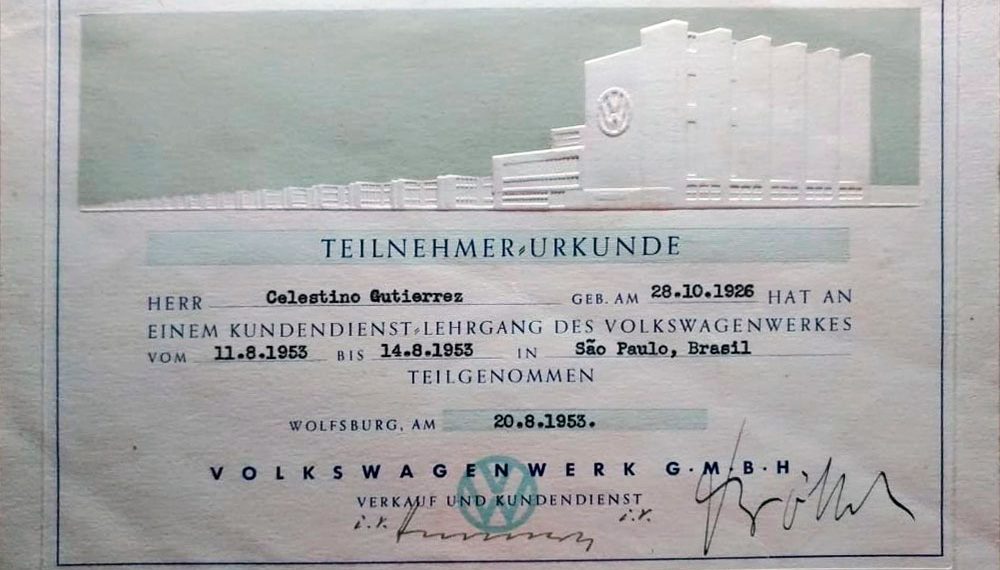 TEILNEHMER-URKUNDE
HERR Celestino Gutierrez GEB. AM 28.10.1926 HAT AN
EINEM KUNDENDIENST-LEHRGANG DES VOLKSWAGENWERKES
VOM 11.8.1953 BIS 14.8.1953 IN São Paulo, Brasil
TEILGENOMMEN
WOLFSBURG, AM 20.8.1953.
VOLKSWAGENWERK G·M·B·H
VERKAUF UND KUNDENDIENST
i.V. i.V.